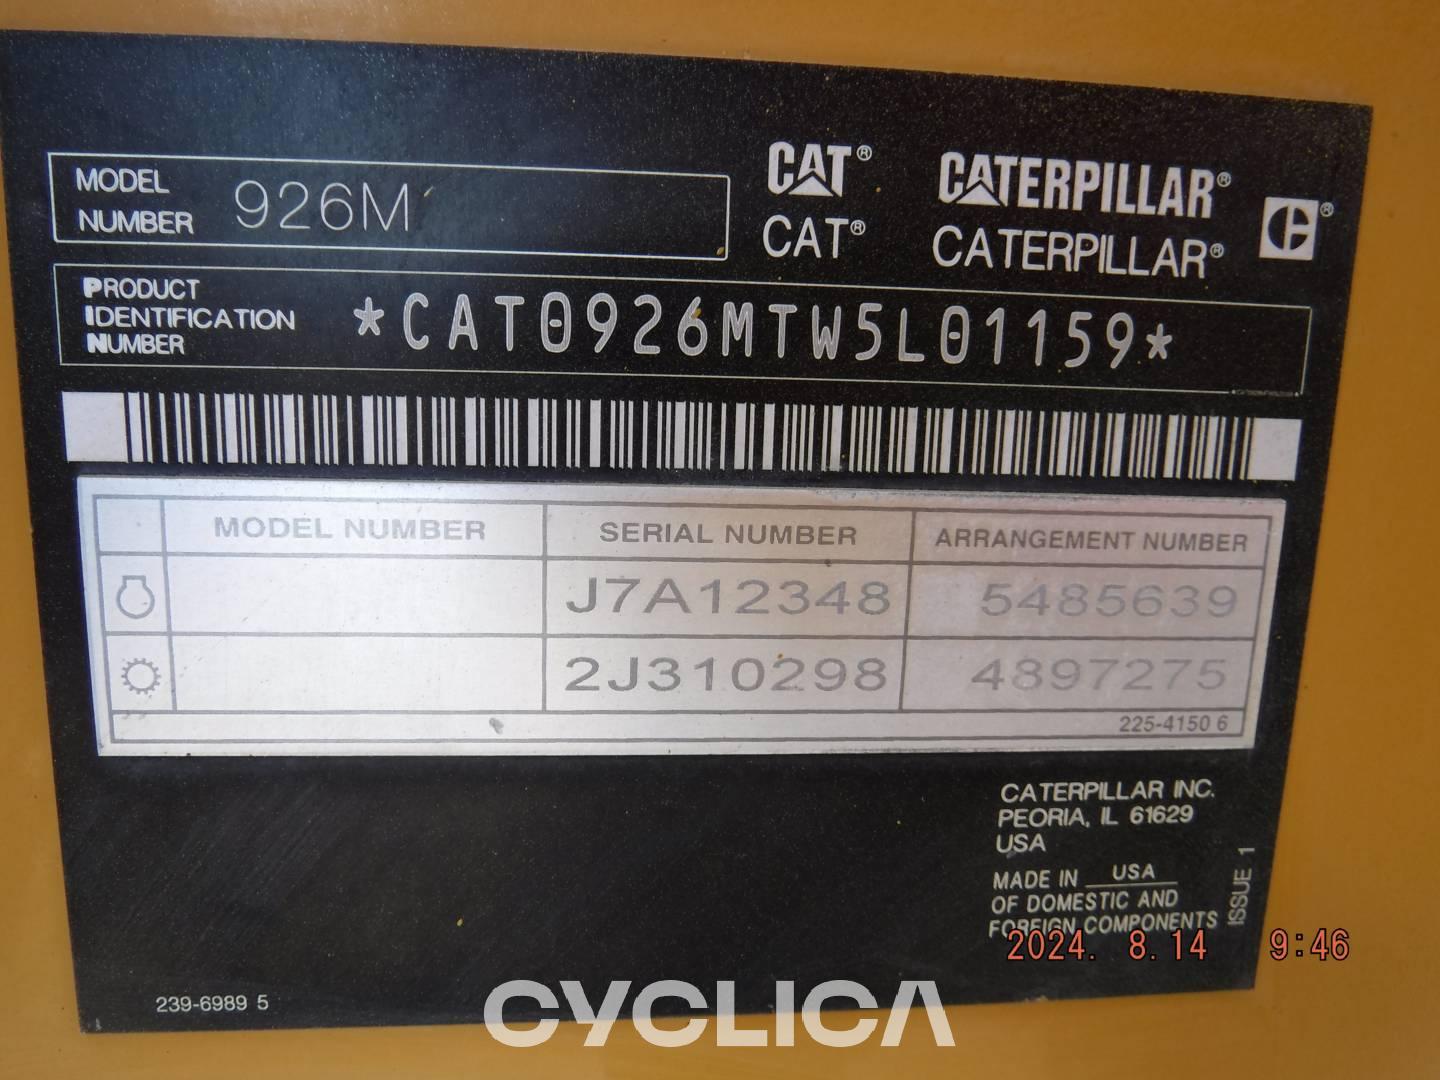 MODEL NUMBER 926M
CAT® CATERPILLAR®
CAT® CATERPILLAR®
PRODUCT
IDENTIFICATION
NUMBER
*CAT0926MTW5L01159*
MODEL NUMBER SERIAL NUMBER ARRANGEMENT NUMBER
J7A12348 5485639
2J310298 4897275
225-4150 6
CATERPILLAR INC.
PEORIA, IL 61629
USA
MADE IN USA
OF DOMESTIC AND
FOREIGN COMPONENTS
ISSUE 1
2024. 8.14 9:46
239-6989 5
CYCLICA